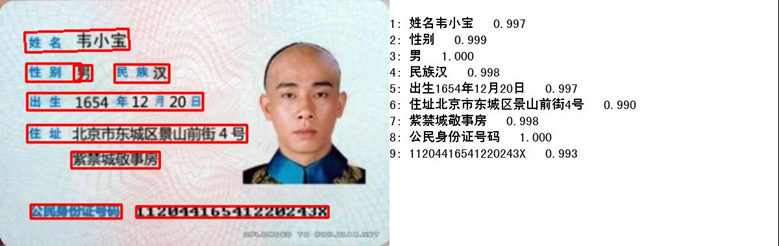 姓名 韦小宝
性别 男 民族 汉
出生 1654 年 12 月 20 日
住址 北京市东城区景山前街 4 号
紫禁城敬事房
公民身份证号码 11204416541220243X
1: 姓名韦小宝 0.997
2: 性别 0.999
3: 男 1.000
4: 民族汉 0.998
5: 出生1654年12月20日 0.997
6: 住址北京市东城区景山前街4号 0.990
7: 紫禁城敬事房 0.998
8: 公民身份证号码 1.000
9: 11204416541220243X 0.993